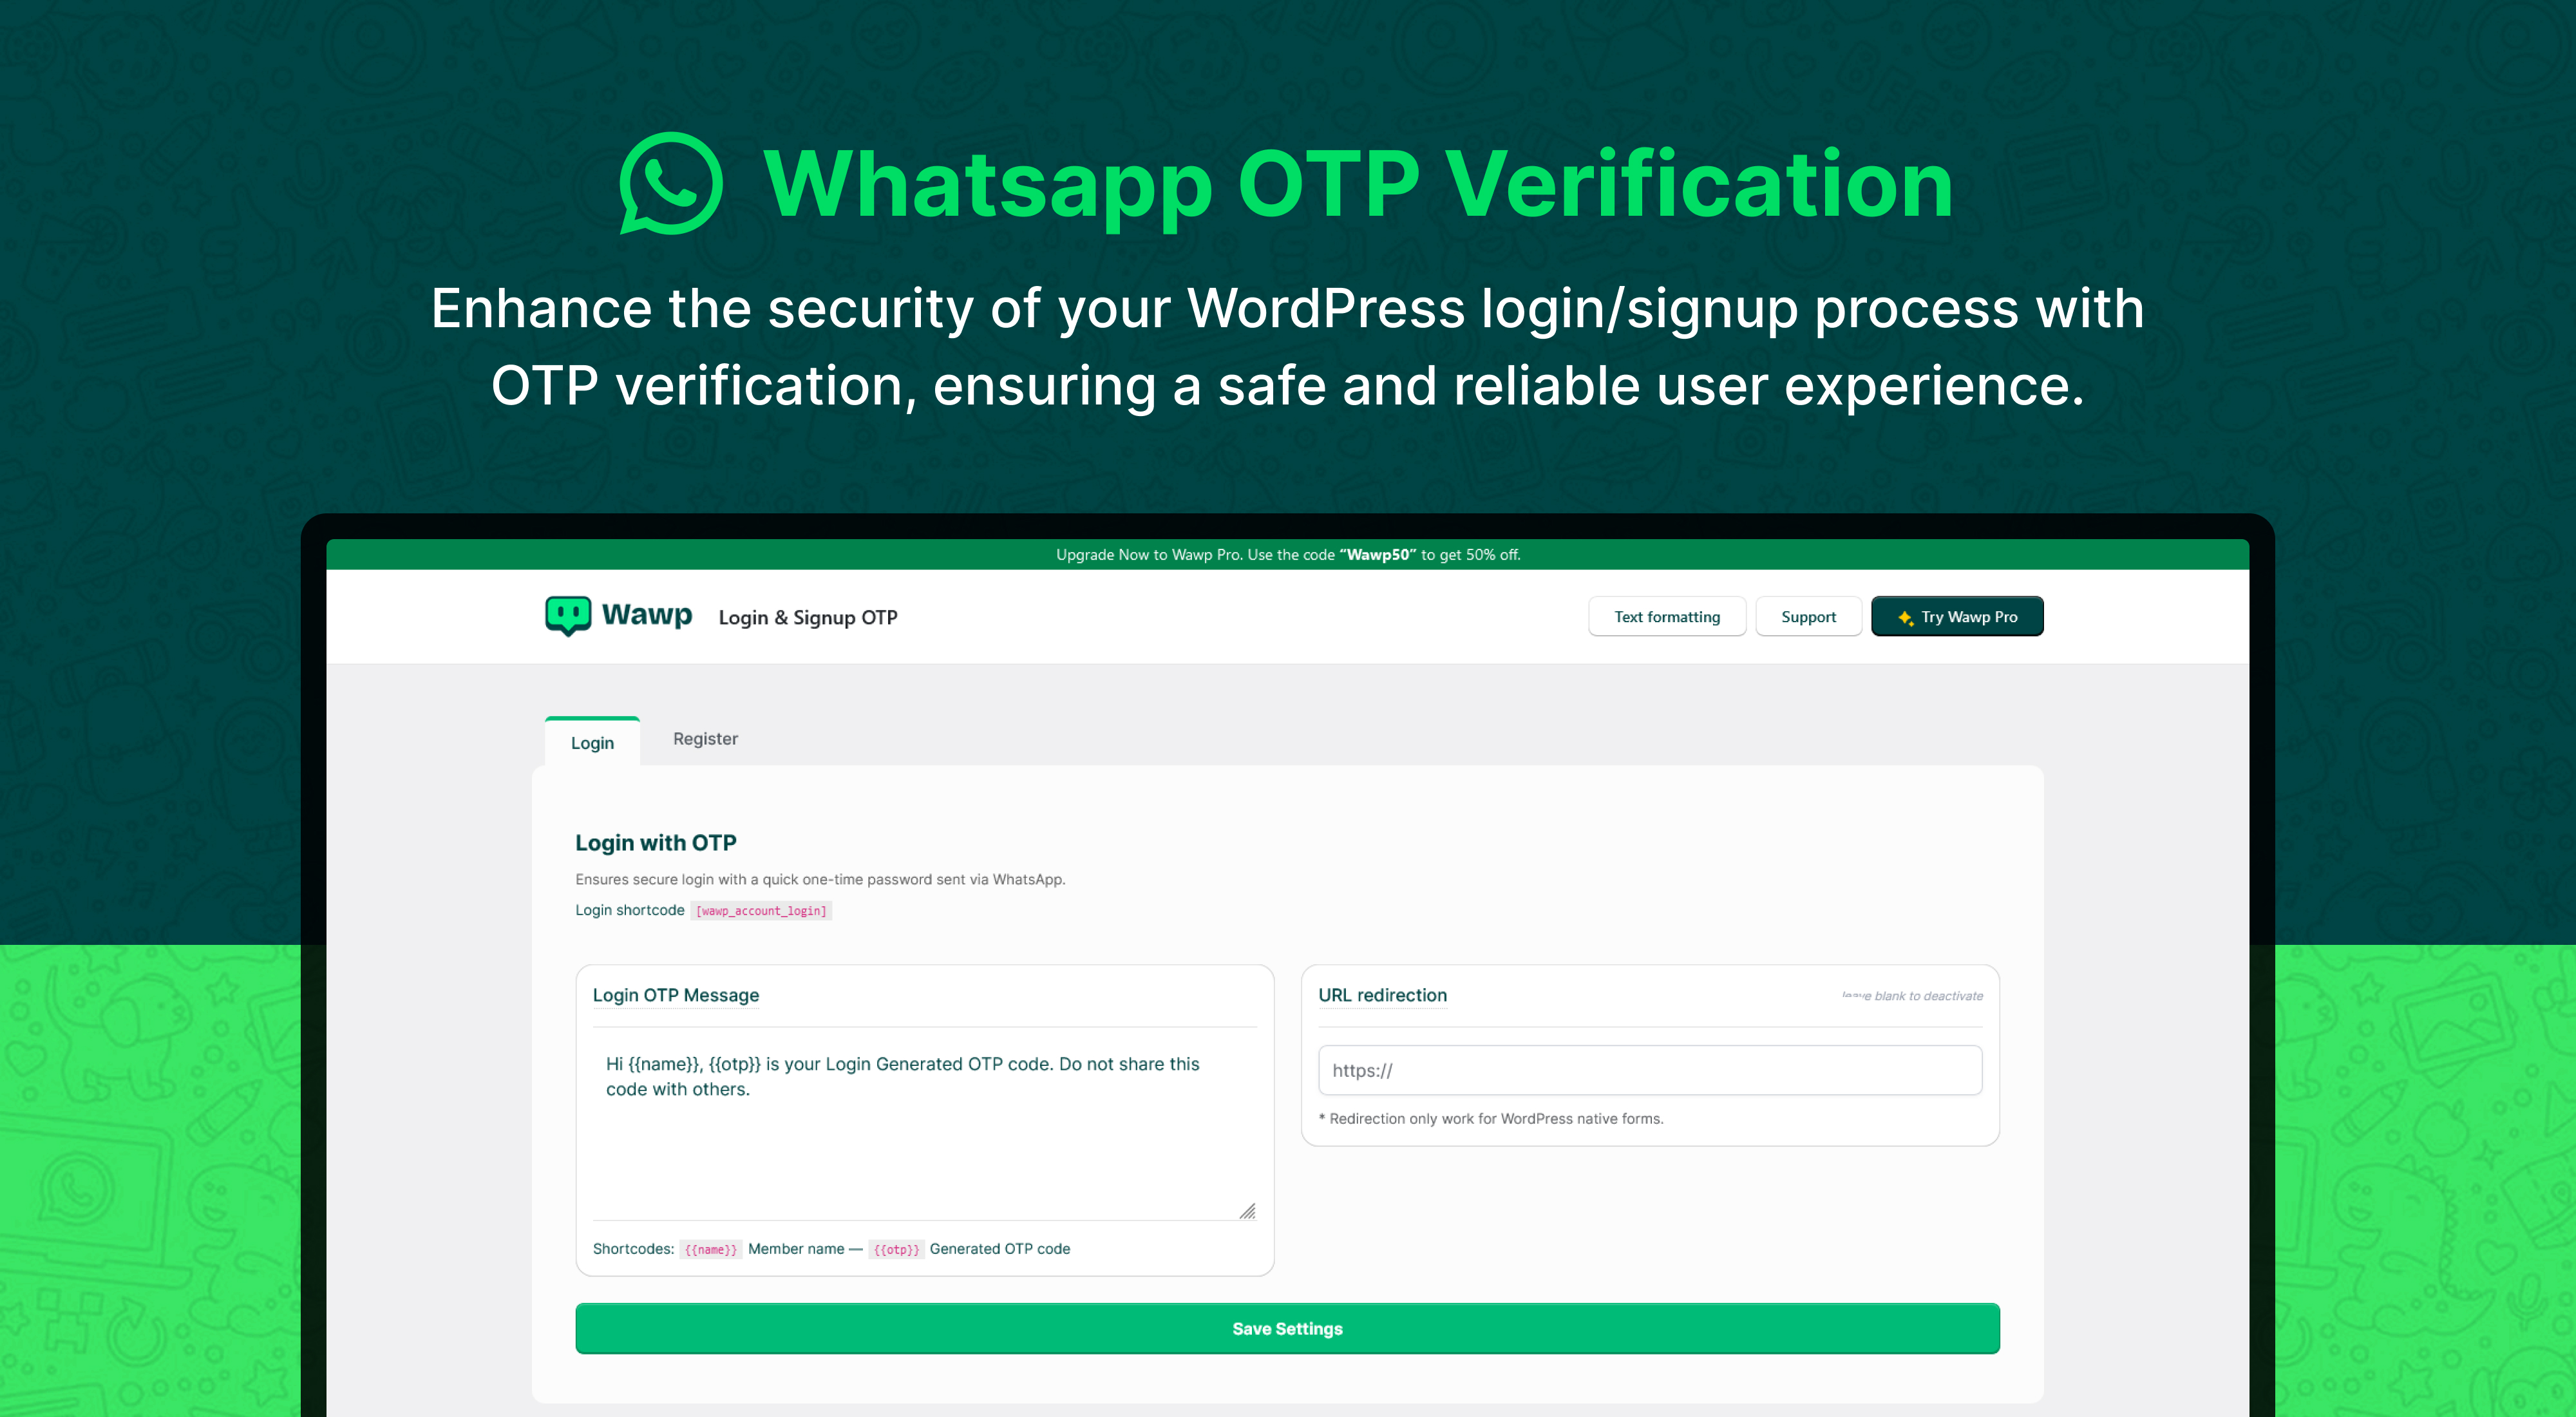 Whatsapp OTP Verification
Enhance the security of your WordPress login/signup process with
OTP verification, ensuring a safe and reliable user experience.
Upgrade Now to Wawp Pro. Use the code “Wawp50” to get 50% off.
Wawp Login & Signup OTP Text formatting Support Try Wawp Pro
Login Register
Login with OTP
Ensures secure login with a quick one-time password sent via WhatsApp.
Login shortcode [wawp_account_login]
Login OTP Message
Hi {{name}}, {{otp}} is your Login Generated OTP code. Do not share this
code with others.
Shortcodes: {{name}} Member name — {{otp}} Generated OTP code
URL redirection
leave blank to deactivate
https://
* Redirection only work for WordPress native forms.
Save Settings